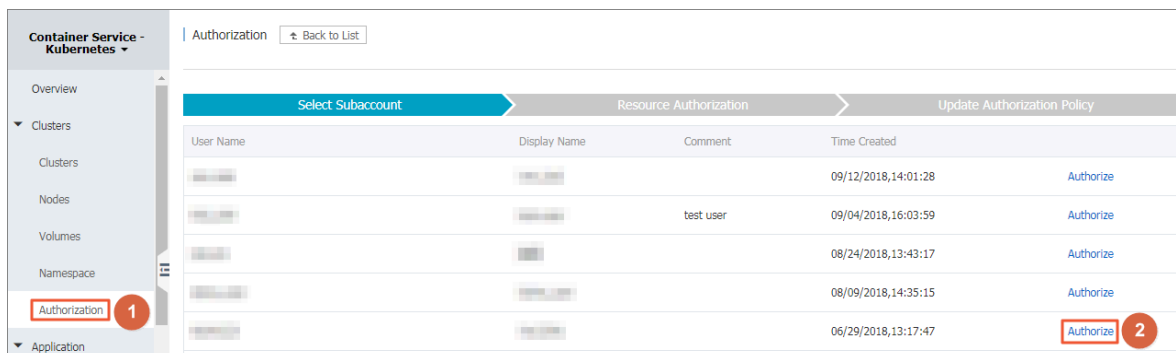 Container Service -
Kubernetes
Authorization Back to List
Overview
Clusters
Clusters
Nodes
Volumes
Namespace
Authorization 1
Application
Select Subaccount Resource Authorization Update Authorization Policy
User Name Display Name Comment Time Created
09/12/2018,14:01:28 Authorize
test user 09/04/2018,16:03:59 Authorize
08/24/2018,13:43:17 Authorize
08/09/2018,14:35:15 Authorize
06/29/2018,13:17:47 Authorize 2